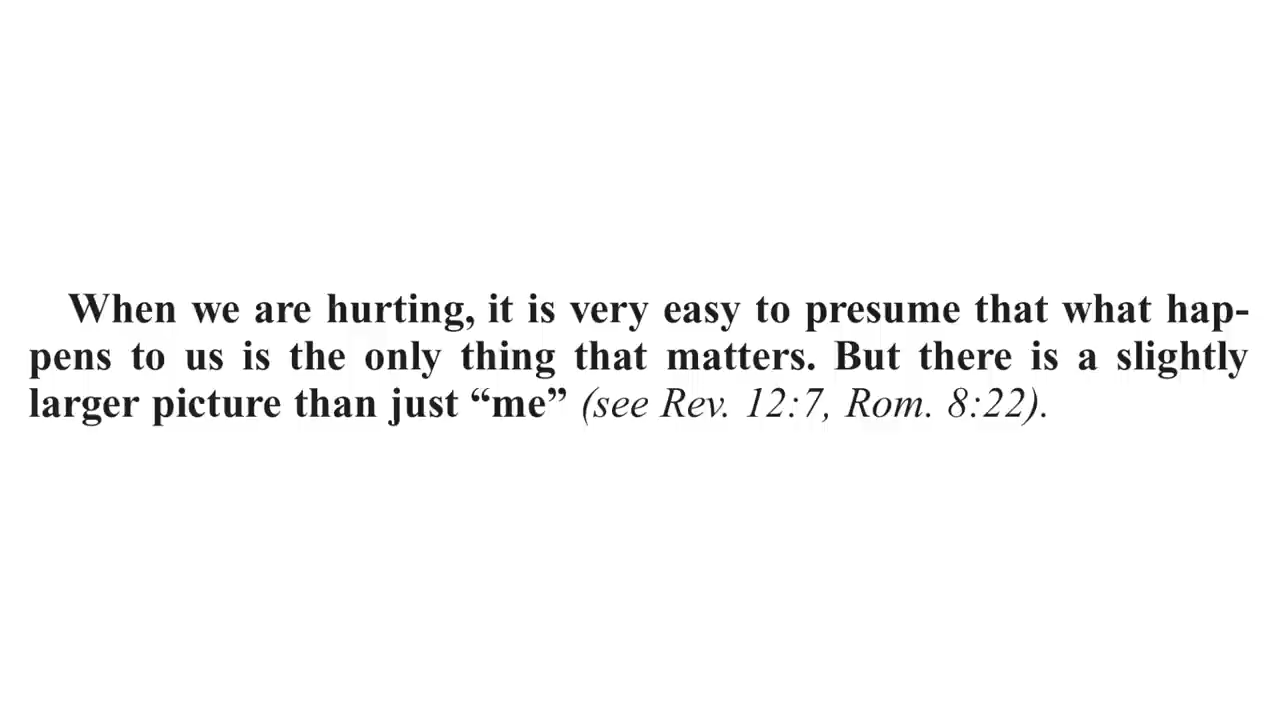 When we are hurting, it is very easy to presume that what hap-
pens to us is the only thing that matters. But there is a slightly
larger picture than just “me” (see Rev. 12:7, Rom. 8:22).